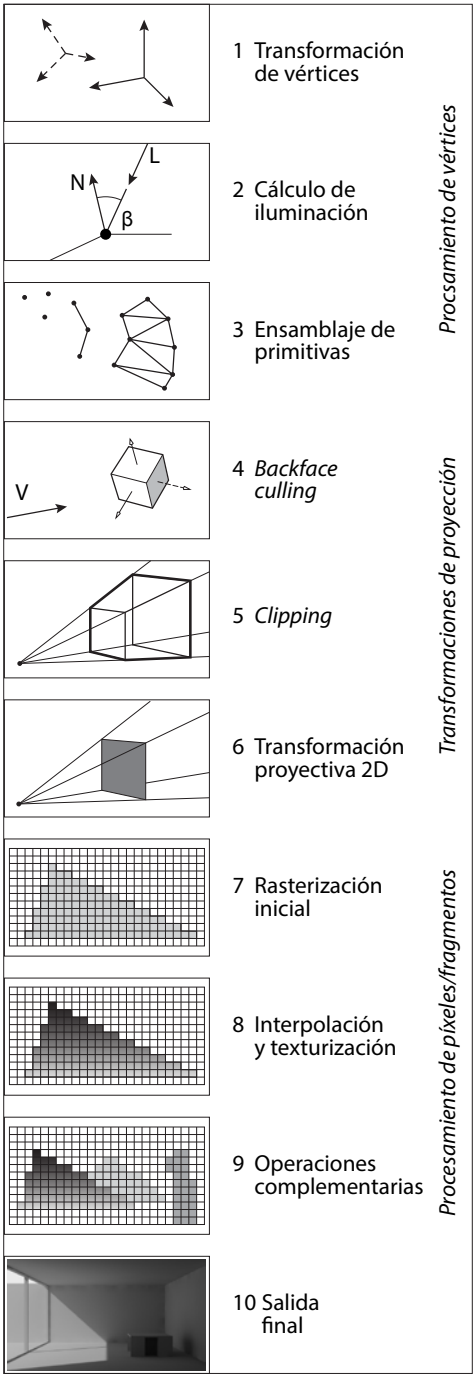 1 Transformación
de vértices
Procsamiento de vértices
N
L
β
2 Cálculo de
iluminación
3 Ensamblaje de
primitivas
V
4 Backface
culling
Transformaciones de proyección
5 Clipping
6 Transformación
proyectiva 2D
7 Rasterización
inicial
Procesamiento de píxeles/fragmentos
8 Interpolación
y texturización
9 Operaciones
complementarias
10 Salida
final